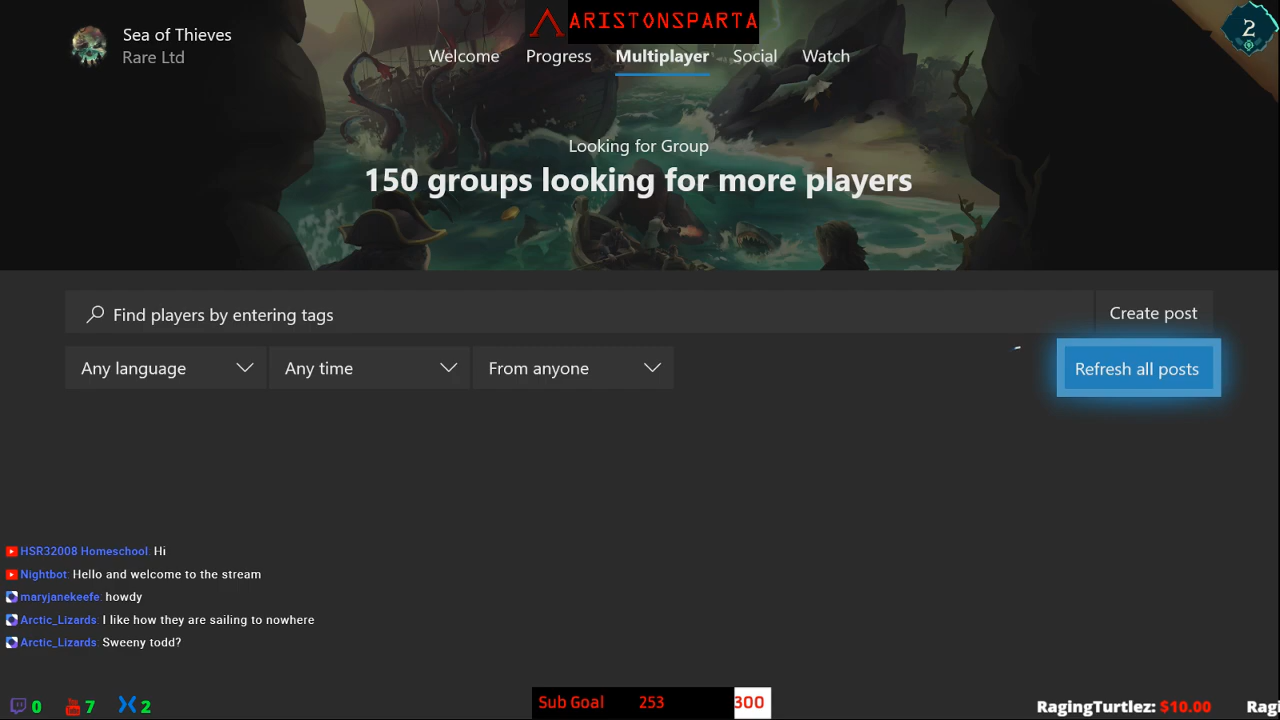 ARISTONSPARTA
2
Sea of Thieves
Rare Ltd
Welcome Progress Multiplayer Social Watch
Looking for Group
150 groups looking for more players
Find players by entering tags
Create post
Any language Any time From anyone Refresh all posts
HSR32008 Homeschool: Hi
Nightbot: Hello and welcome to the stream
maryjanekeefe: howdy
Arctic_Lizards: I like how they are sailing to nowhere
Arctic_Lizards: Sweeny todd?
0 7 2
Sub Goal 253 300
RagingTurtlez: $10.00 Rag